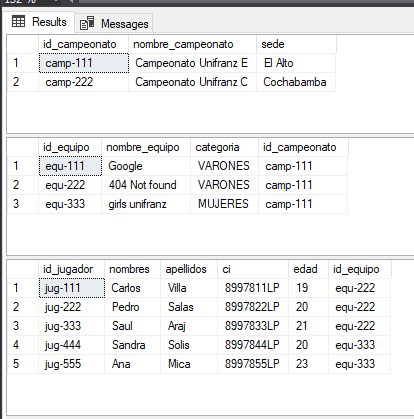 132 %
Results Messages
id_campeonato nombre_campeonato sede
1 camp-111 Campeonato Unifranz E El Alto
2 camp-222 Campeonato Unifranz C Cochabamba
id_equipo nombre_equipo categoria id_campeonato
1 equ-111 Google VARONES camp-111
2 equ-222 404 Not found VARONES camp-111
3 equ-333 girls unifranz MUJERES camp-111
id_jugador nombres apellidos ci edad id_equipo
1 jug-111 Carlos Villa 8997811LP 19 equ-222
2 jug-222 Pedro Salas 8997822LP 20 equ-222
3 jug-333 Saul Araj 8997833LP 21 equ-222
4 jug-444 Sandra Solis 8997844LP 20 equ-333
5 jug-555 Ana Mica 8997855LP 23 equ-333